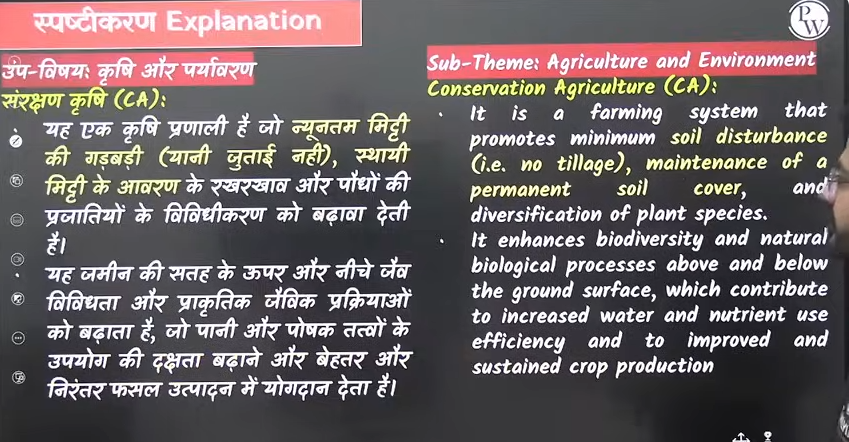 स्पष्टीकरण Explanation
PW
उप-विषय: कृषि और पर्यावरण
संरक्षण कृषि (CA):
यह एक कृषि प्रणाली है जो न्यूनतम मिट्टी
की गड़बड़ी (यानी जुताई नही), स्थायी
मिट्टी के आवरण के रखरखाव और पौधों की
प्रजातियों के विविधीकरण को बढ़ावा देती
है।
यह जमीन की सतह के ऊपर और नीचे जैव
विविधता और प्राकृतिक जैविक प्रक्रियाओं
को बढ़ाता है, जो पानी और पोषक तत्वों के
उपयोग की दक्षता बढ़ाने और बेहतर और
निरंतर फसल उत्पादन में योगदान देता है।
Sub-Theme: Agriculture and Environment
Conservation Agriculture (CA):
It is a farming system that
promotes minimum soil disturbance
(i.e. no tillage), maintenance of a
permanent soil cover, and
diversification of plant species.
It enhances biodiversity and natural
biological processes above and below
the ground surface, which contribute
to increased water and nutrient use
efficiency and to improved and
sustained crop production